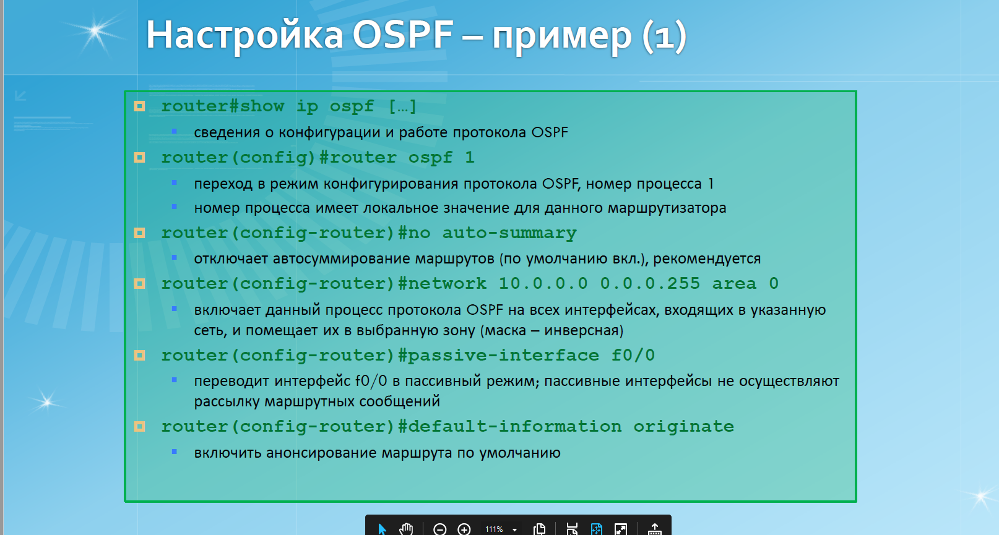 Настройка OSPF – пример (1)
router#show ip ospf […]
сведения о конфигурации и работе протокола OSPF
router(config)#router ospf 1
переход в режим конфигурирования протокола OSPF, номер процесса 1
номер процесса имеет локальное значение для данного маршрутизатора
router(config-router)#no auto-summary
отключает автосуммирование маршрутов (по умолчанию вкл.), рекомендуется
router(config-router)#network 10.0.0.0 0.0.0.255 area 0
включает данный процесс протокола OSPF на всех интерфейсах, входящих в указанную
сеть, и помещает их в выбранную зону (маска – инверсная)
router(config-router)#passive-interface f0/0
переводит интерфейс f0/0 в пассивный режим; пассивные интерфейсы не осуществляют
рассылку маршрутных сообщений
router(config-router)#default-information originate
включить анонсирование маршрута по умолчанию
111%